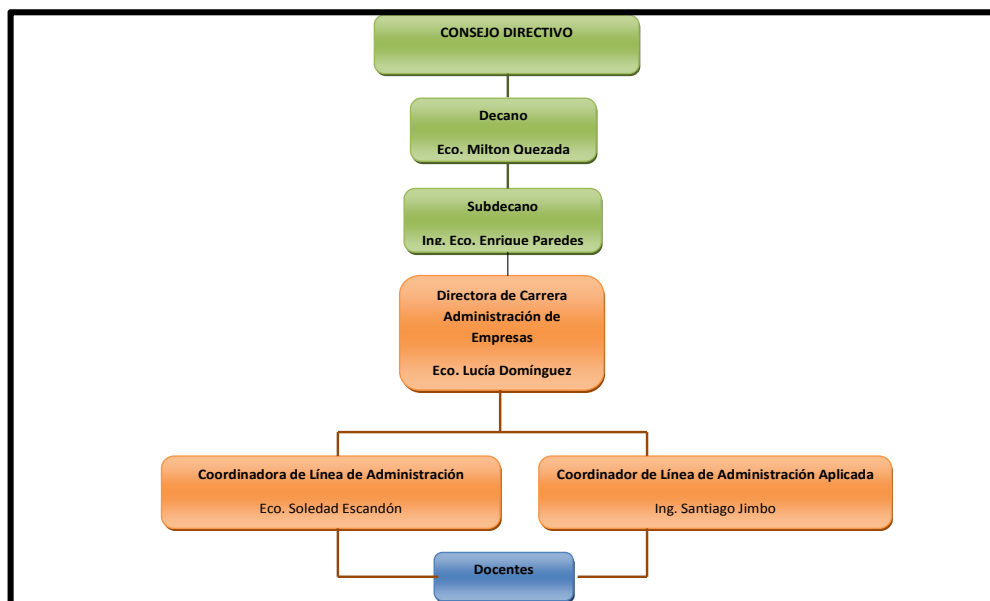 CONSEJO DIRECTIVO
Decano
Eco. Milton Quezada
Subdecano
Ing. Eco. Enrique Paredes
Directora de Carrera
Administración de
Empresas
Eco. Lucía Domínguez
Coordinadora de Línea de Administración
Eco. Soledad Escandón
Coordinador de Línea de Administración Aplicada
Ing. Santiago Jimbo
Docentes